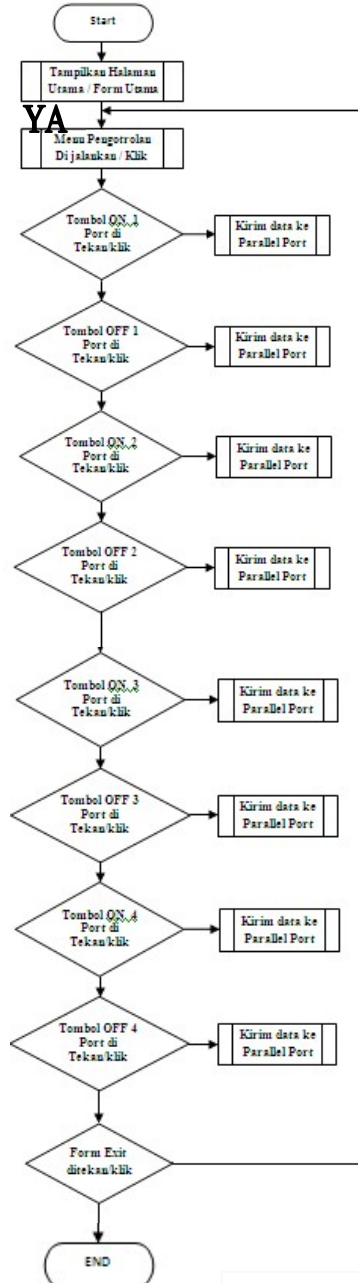 Start
Tampilkan Halaman
Utama / Form Utama
YA
Menu Pengotrolan
Di jalankan / Klik
Tombol ON 1
Port di
Tekan/klik
Kirim data ke
Parallel Port
Tombol OFF 1
Port di
Tekan/klik
Kirim data ke
Parallel Port
Tombol ON 2
Port di
Tekan/klik
Kirim data ke
Parallel Port
Tombol OFF 2
Port di
Tekan/klik
Kirim data ke
Parallel Port
Tombol ON 3
Port di
Tekan/klik
Kirim data ke
Parallel Port
Tombol OFF 3
Port di
Tekan/klik
Kirim data ke
Parallel Port
Tombol ON 4
Port di
Tekan/klik
Kirim data ke
Parallel Port
Tombol OFF 4
Port di
Tekan/klik
Kirim data ke
Parallel Port
Form Exit
ditekan/klik
END